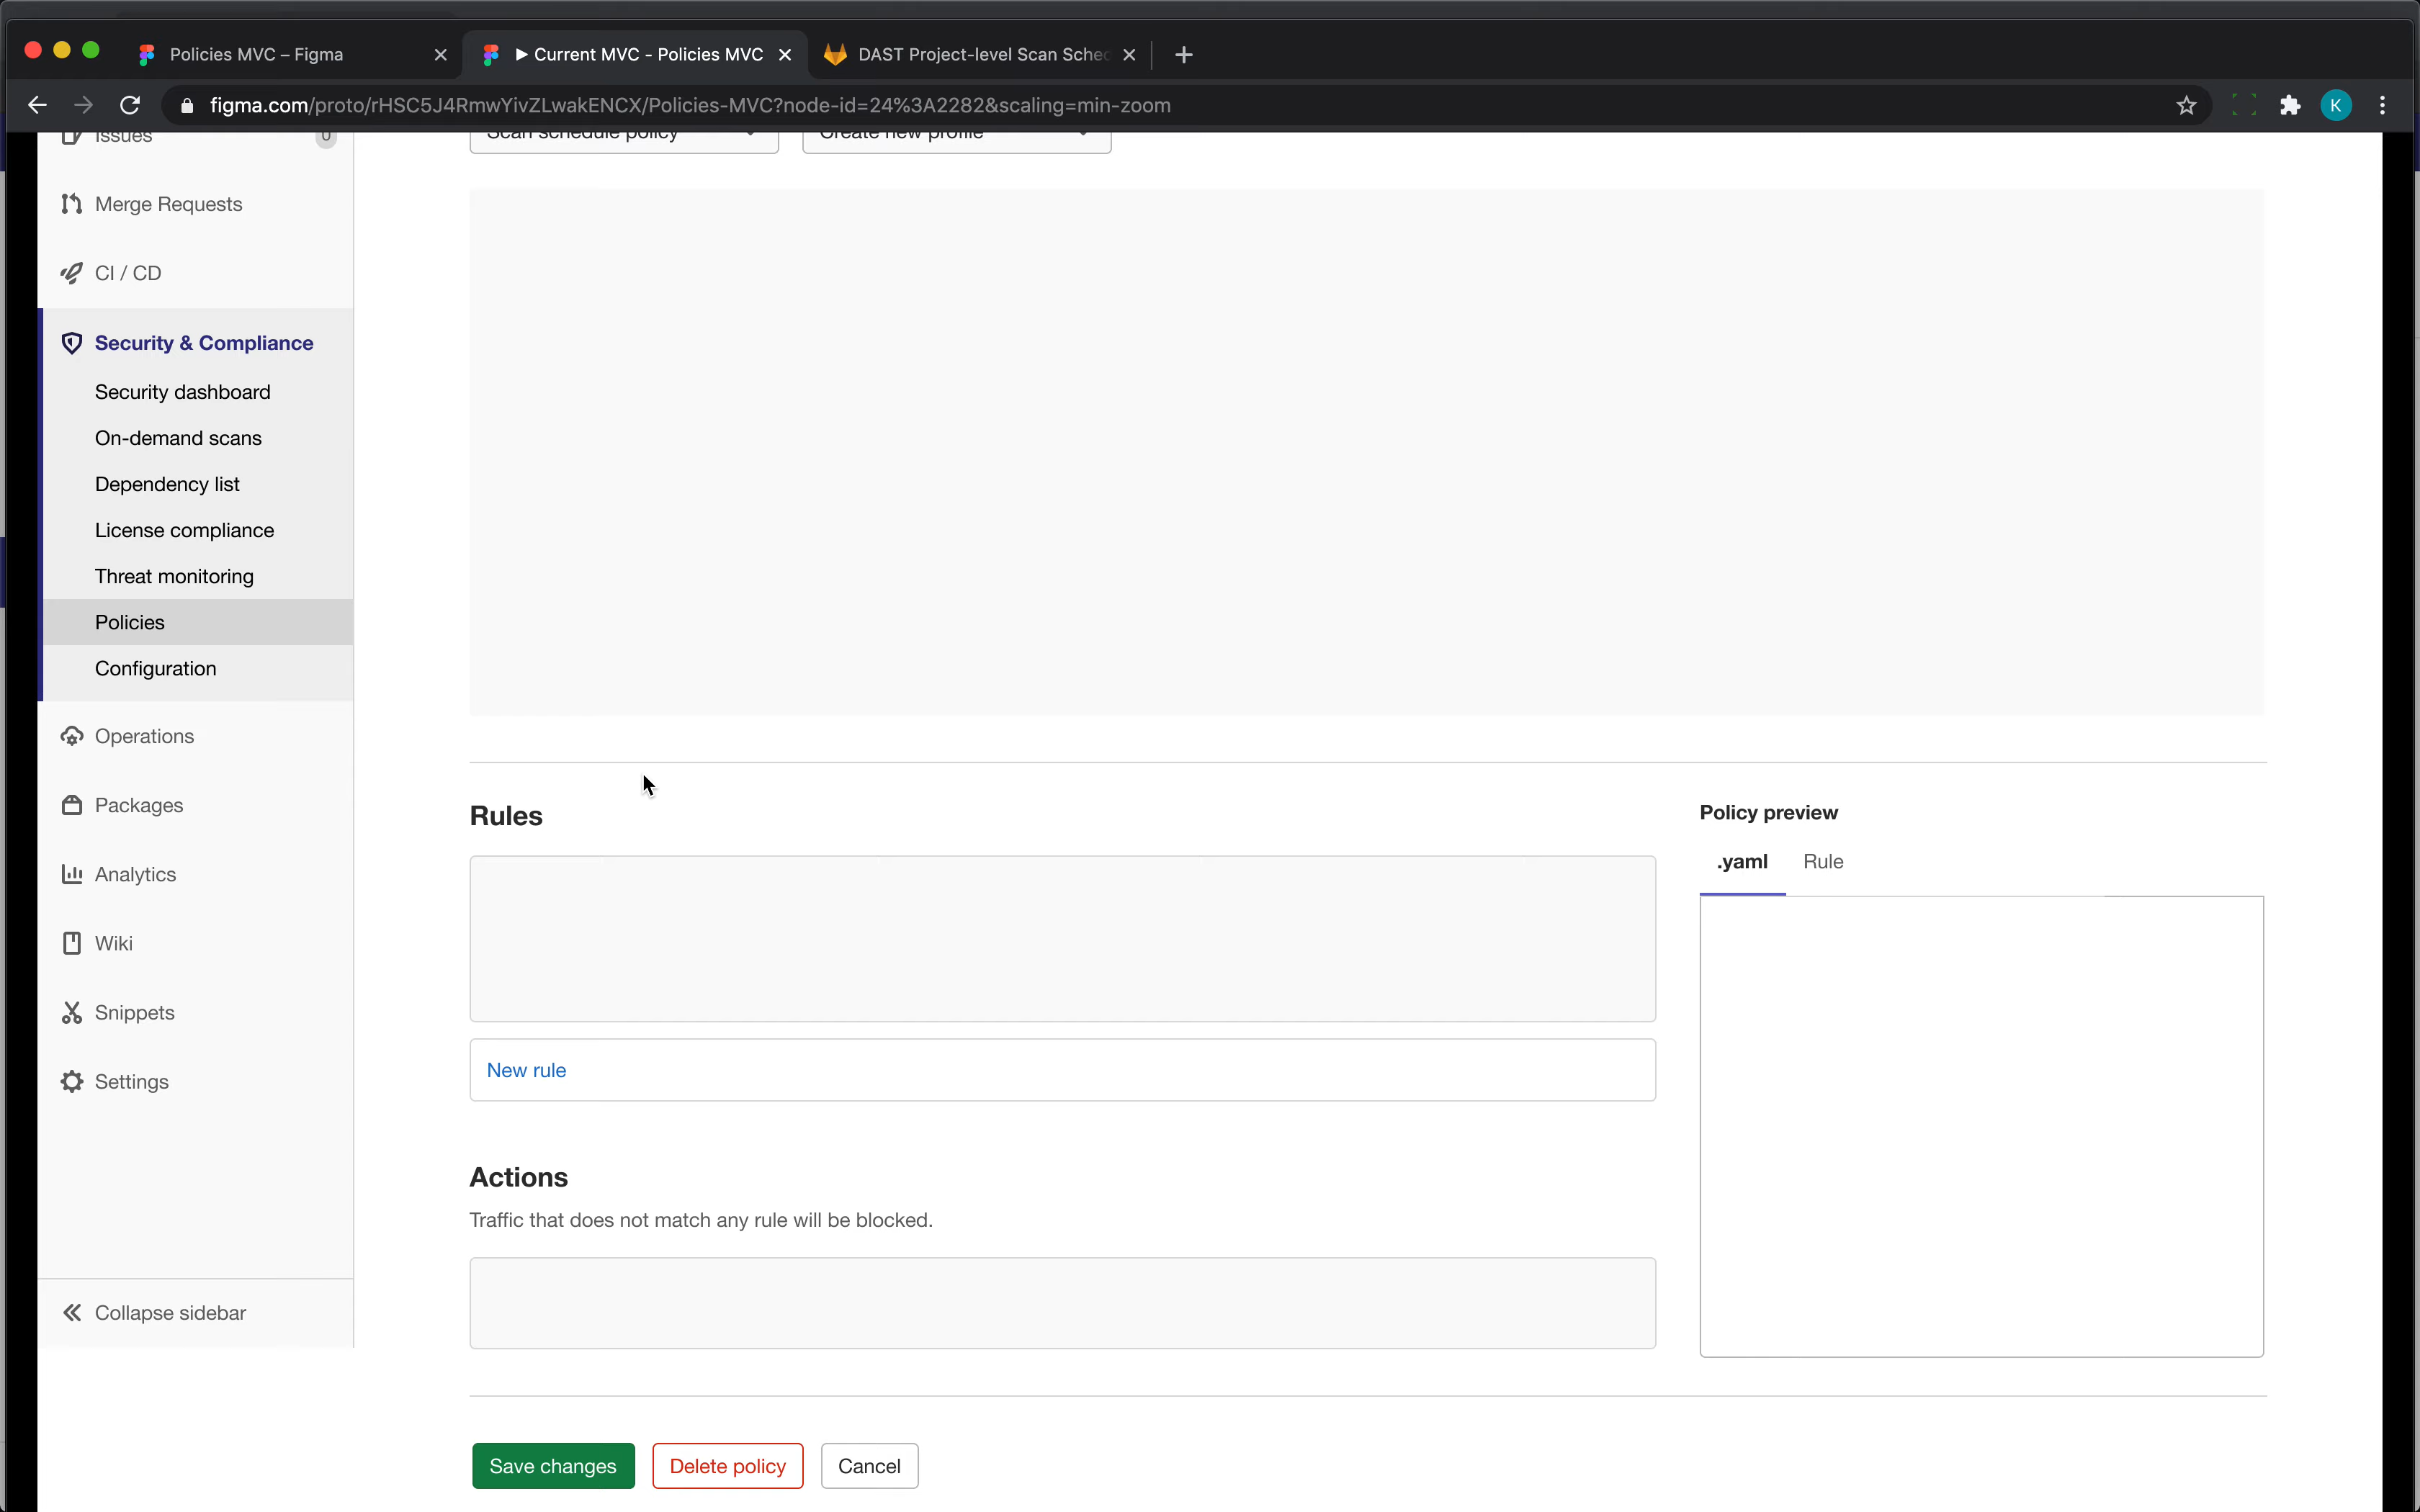 Policies MVC – Figma
▶ Current MVC - Policies MVC
DAST Project-level Scan Sche
figma.com/proto/rHSC5J4RmwYivZLwakENCX/Policies-MVC?node-id=24%3A2282&scaling=min-zoom
K
Issues
0
Scan schedule policy
Create new profile
Merge Requests
CI / CD
Security & Compliance
Security dashboard
On-demand scans
Dependency list
License compliance
Threat monitoring
Policies
Configuration
Operations
Packages
Analytics
Wiki
Snippets
Settings
Collapse sidebar
Rules
New rule
Actions
Traffic that does not match any rule will be blocked.
Policy preview
.yaml
Rule
Save changes
Delete policy
Cancel